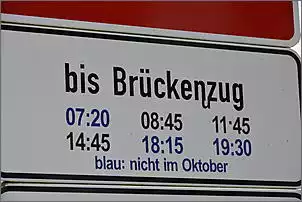 bis Brückenzug
07:20 08:45 11:45
14:45 18:15 19:30
blau: nicht im Oktober